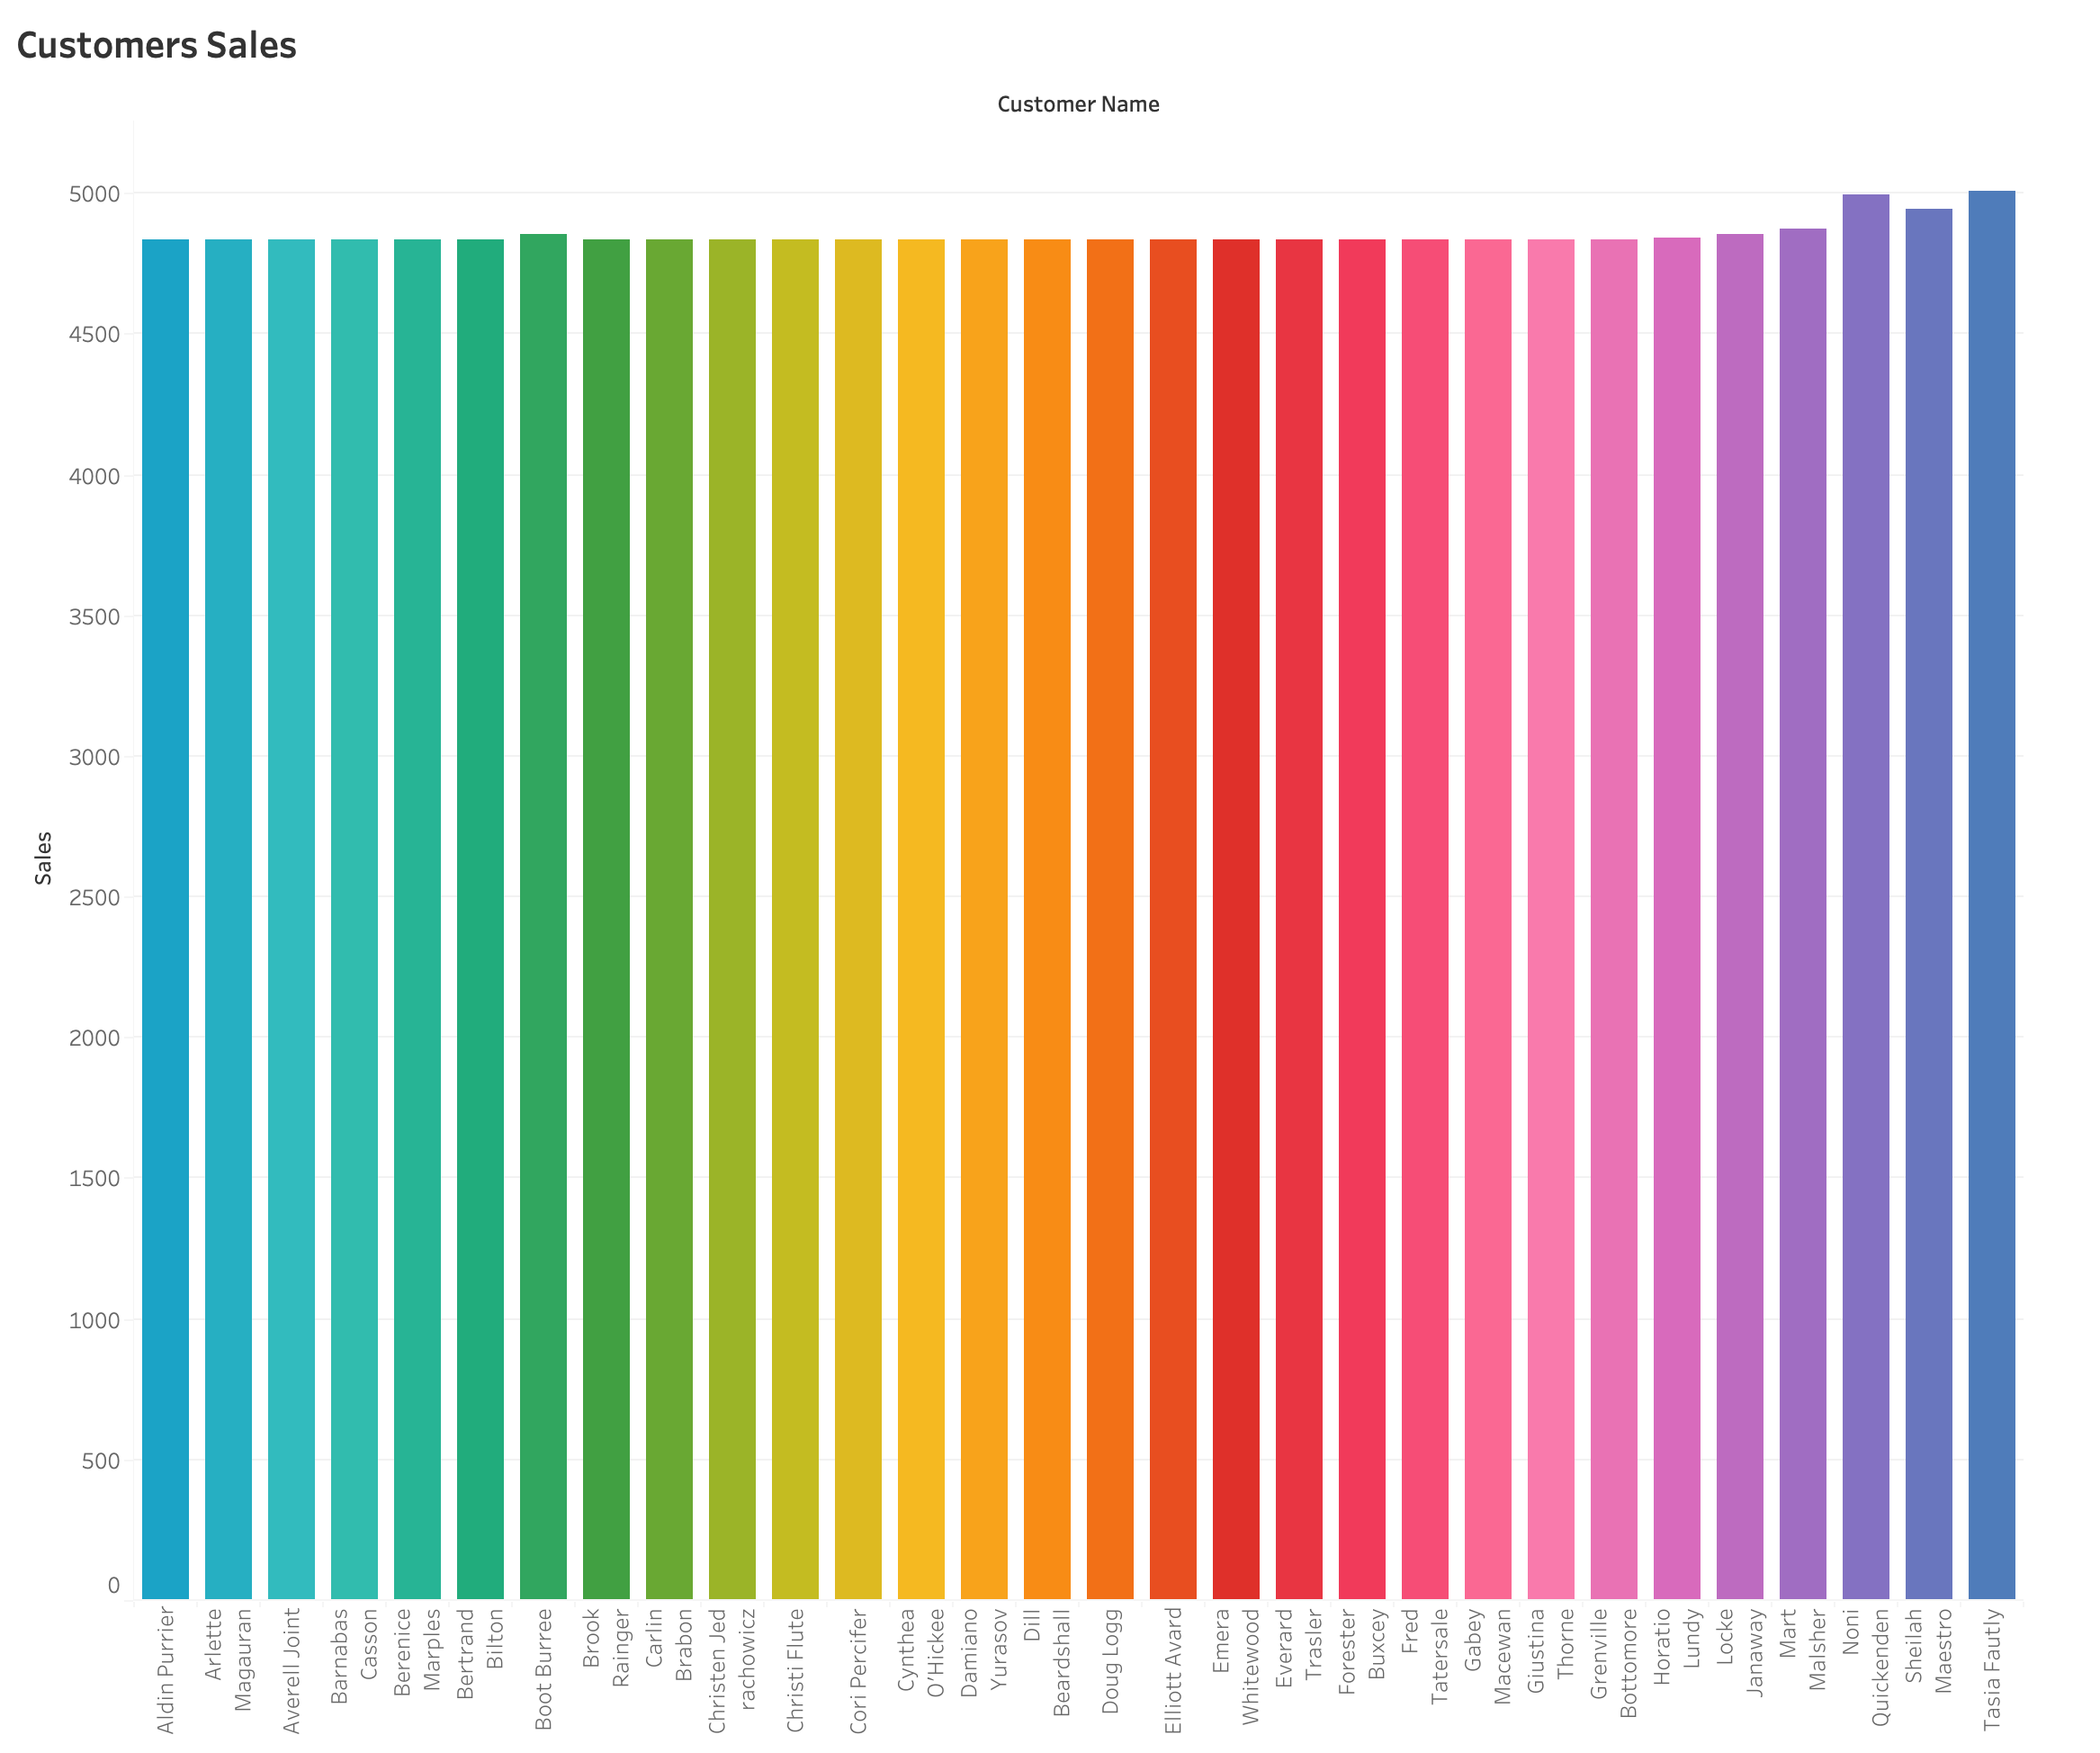 Customers Sales
Customer Name
5000
4500
4000
3500
3000
2500
2000
1500
1000
500
0
Sales
Aldin Purrier
Arlette
Magauran
Averell Joint
Barnabas
Casson
Berenice
Marples
Bertrand
Bilton
Boot Burree
Brook
Rainger
Carlin
Brabon
Christen Jed
rachowicz
Christi Flute
Cori Percifer
Cynthea
O'Hickee
Damiano
Yurasov
Dill
Beardshall
Doug Logg
Elliott Avard
Emera
Whitewood
Everard
Trasler
Forester
Buxcey
Fred
Tatersale
Gabey
Macewan
Giustina
Thorne
Grenville
Bottomore
Horatio
Lundy
Locke
Janaway
Mart
Malsher
Noni
Quickenden
Sheilah
Maestro
Tasia Fautly